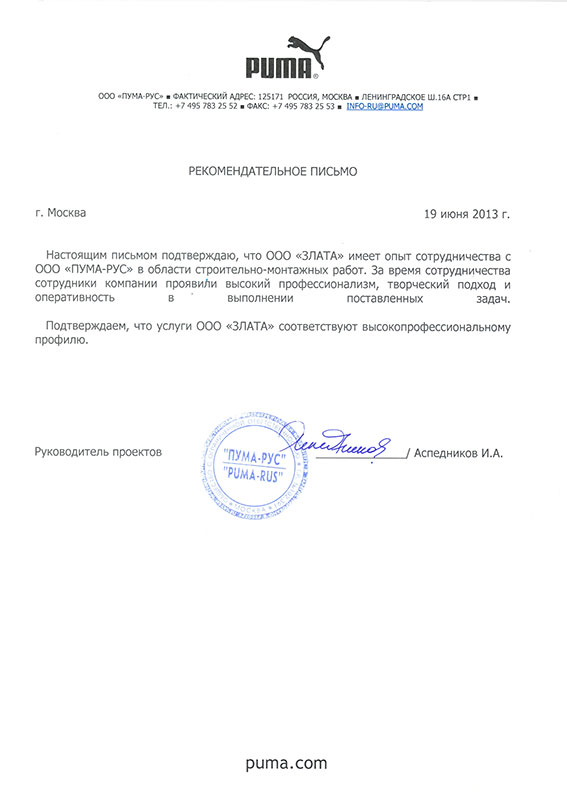 PUMA®
ООО «ПУМА-РУС» ■ ФАКТИЧЕСКИЙ АДРЕС: 125171 РОССИЯ, МОСКВА ■ ЛЕНИНГРАДСКОЕ Ш.16А СТР1 ■
ТЕЛ.: +7 495 783 25 52 ■ ФАКС: +7 495 783 25 53 ■ INFO-RU@PUMA.COM
РЕКОМЕНДАТЕЛЬНОЕ ПИСЬМО
г. Москва 19 июня 2013 г.
Настоящим письмом подтверждаю, что ООО «ЗЛАТА» имеет опыт сотрудничества с
ООО «ПУМА-РУС» в области строительно-монтажных работ. За время сотрудничества
сотрудники компании проявили высокий профессионализм, творческий подход и
оперативность в выполнении поставленных задач.
Подтверждаем, что услуги ООО «ЗЛАТА» соответствуют высокопрофессиональному
профилю.
Руководитель проектов / Аспедников И.А.
"ПУМА-РУС"
"PUMA-RUS"
МОСКВА
puma.com